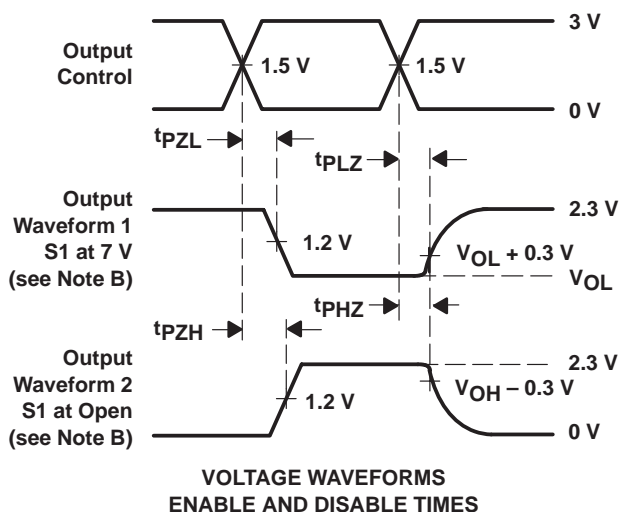 3 V
Output
Control
1.5 V
1.5 V
0 V
tPZL
tPLZ
Output
Waveform 1
S1 at 7 V
(see Note B)
2.3 V
1.2 V
VOL + 0.3 V
VOL
tPHZ
tPZH
Output
Waveform 2
S1 at Open
(see Note B)
2.3 V
1.2 V
VOH – 0.3 V
0 V
VOLTAGE WAVEFORMS
ENABLE AND DISABLE TIMES